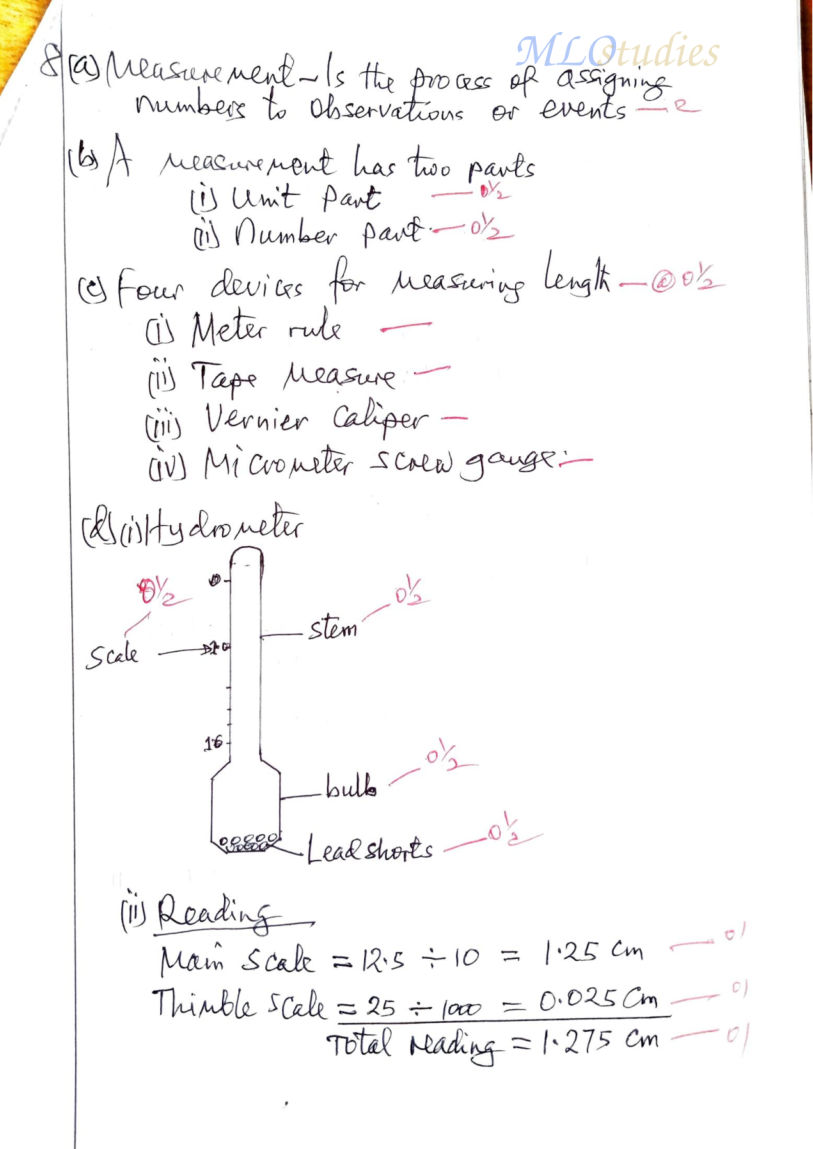 MLOstudies
8(a) Measurement - Is the process of assigning
numbers to observations or events — 2
(b) A measurement has two parts
(i) Unit Part — 0½
(ii) Number part. — 0½
(c) Four devices for measuring length — @ 0½
(i) Meter rule —
(ii) Tape Measure —
(iii) Vernier Caliper —
(iv) Micrometer screw gauge: —
(d) (i) Hydrometer
0½
0
0½
stem
Scale
16
0½
bulb
0½
Lead shorts
(ii) Reading
Main Scale = 12.5 ÷ 10 = 1.25 cm — 01
Thimble Scale = 25 ÷ 1000 = 0.025 Cm — 01
Total reading = 1.275 cm — 01